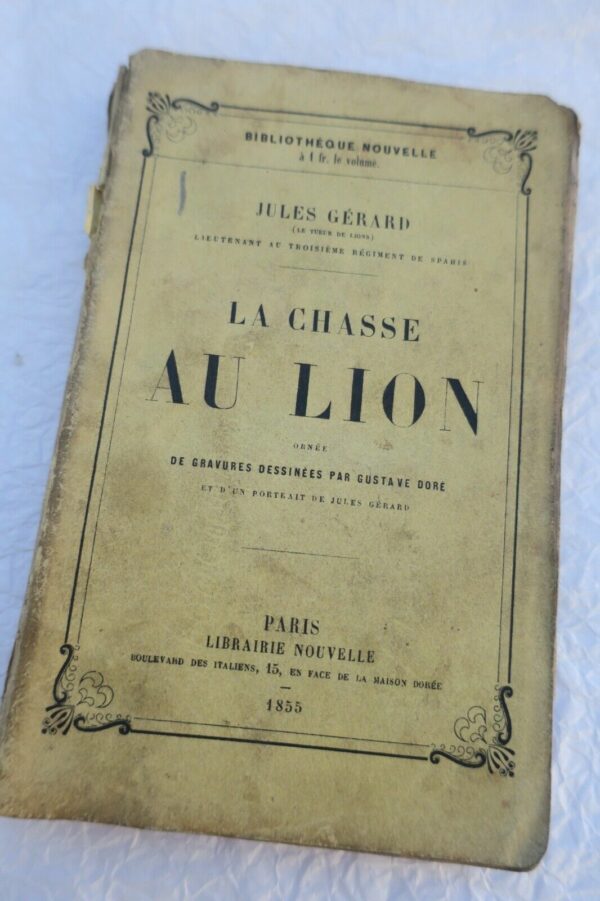 BIBLIOTHÈQUE NOUVELLE
à 1 fr. le volume.
JULES GÉRARD
(LE TUEUR DE LIONS)
LIEUTENANT AU TROISIÈME RÉGIMENT DE SPAHIS
LA CHASSE
AU LION
ORNÉE
DE GRAVURES DESSINÉES PAR GUSTAVE DORÉ
ET D'UN PORTRAIT DE JULES GÉRARD
PARIS
LIBRAIRIE NOUVELLE
BOULEVARD DES ITALIENS, 15, EN FACE DE LA MAISON DORÉE
—
1855